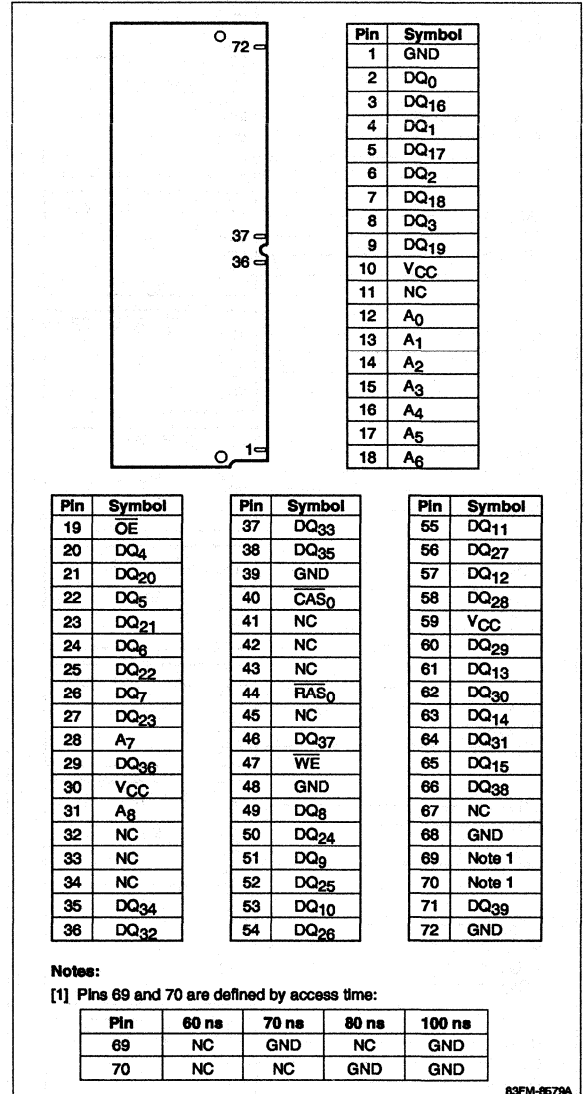 72
37
36
1
Pin Symbol
1 GND
2 DQ0
3 DQ16
4 DQ1
5 DQ17
6 DQ2
7 DQ18
8 DQ3
9 DQ19
10 VCC
11 NC
12 A0
13 A1
14 A2
15 A3
16 A4
17 A5
18 A6
Pin Symbol
19 O̅E̅
20 DQ4
21 DQ20
22 DQ5
23 DQ21
24 DQ6
25 DQ22
26 DQ7
27 DQ23
28 A7
29 DQ36
30 VCC
31 A8
32 NC
33 NC
34 NC
35 DQ34
36 DQ32
Pin Symbol
37 DQ33
38 DQ35
39 GND
40 C̅A̅S̅0
41 NC
42 NC
43 NC
44 R̅A̅S̅0
45 NC
46 DQ37
47 W̅E̅
48 GND
49 DQ8
50 DQ24
51 DQ9
52 DQ25
53 DQ10
54 DQ26
Pin Symbol
55 DQ11
56 DQ27
57 DQ12
58 DQ28
59 VCC
60 DQ29
61 DQ13
62 DQ30
63 DQ14
64 DQ31
65 DQ15
66 DQ38
67 NC
68 GND
69 Note 1
70 Note 1
71 DQ39
72 GND
Notes:
[1] Pins 69 and 70 are defined by access time:
Pin 60 ns 70 ns 80 ns 100 ns
69 NC GND NC GND
70 NC NC GND GND
83FM-8579A